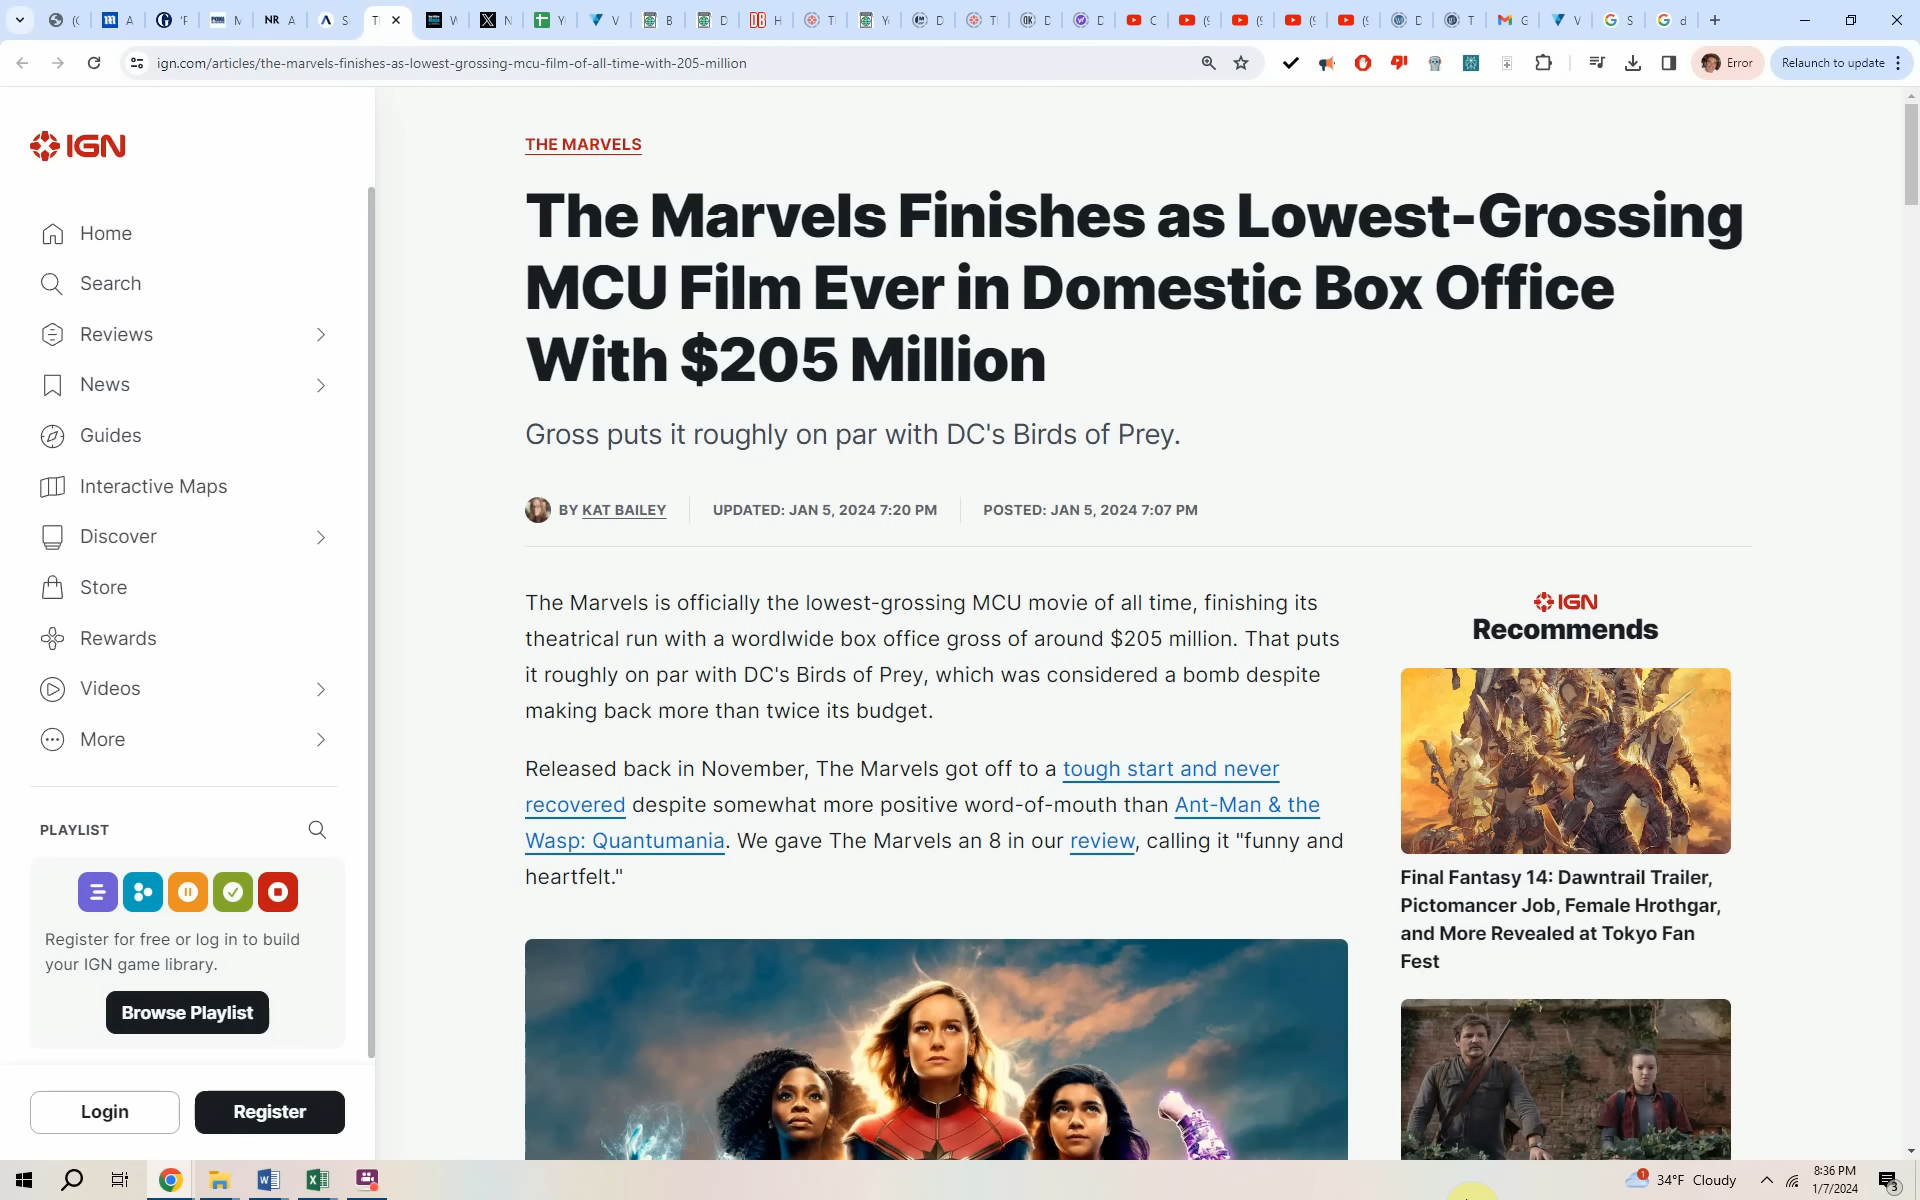 ign.com/articles/the-marvels-finishes-as-lowest-grossing-mcu-film-of-all-time-with-205-million
Error
Relaunch to update
IGN
Home
Search
Reviews
News
Guides
Interactive Maps
Discover
Store
Rewards
Videos
More
PLAYLIST
Register for free or log in to build
your IGN game library.
Browse Playlist
Login
Register
THE MARVELS
The Marvels Finishes as Lowest-Grossing
MCU Film Ever in Domestic Box Office
With $205 Million
Gross puts it roughly on par with DC's Birds of Prey.
BY KAT BAILEY
UPDATED: JAN 5, 2024 7:20 PM
POSTED: JAN 5, 2024 7:07 PM
The Marvels is officially the lowest-grossing MCU movie of all time, finishing its
theatrical run with a wordlwide box office gross of around $205 million. That puts
it roughly on par with DC's Birds of Prey, which was considered a bomb despite
making back more than twice its budget.
Released back in November, The Marvels got off to a tough start and never
recovered despite somewhat more positive word-of-mouth than Ant-Man & the
Wasp: Quantumania. We gave The Marvels an 8 in our review, calling it "funny and
heartfelt."
IGN
Recommends
Final Fantasy 14: Dawntrail Trailer,
Pictomancer Job, Female Hrothgar,
and More Revealed at Tokyo Fan
Fest
34°F Cloudy
8:36 PM
1/7/2024